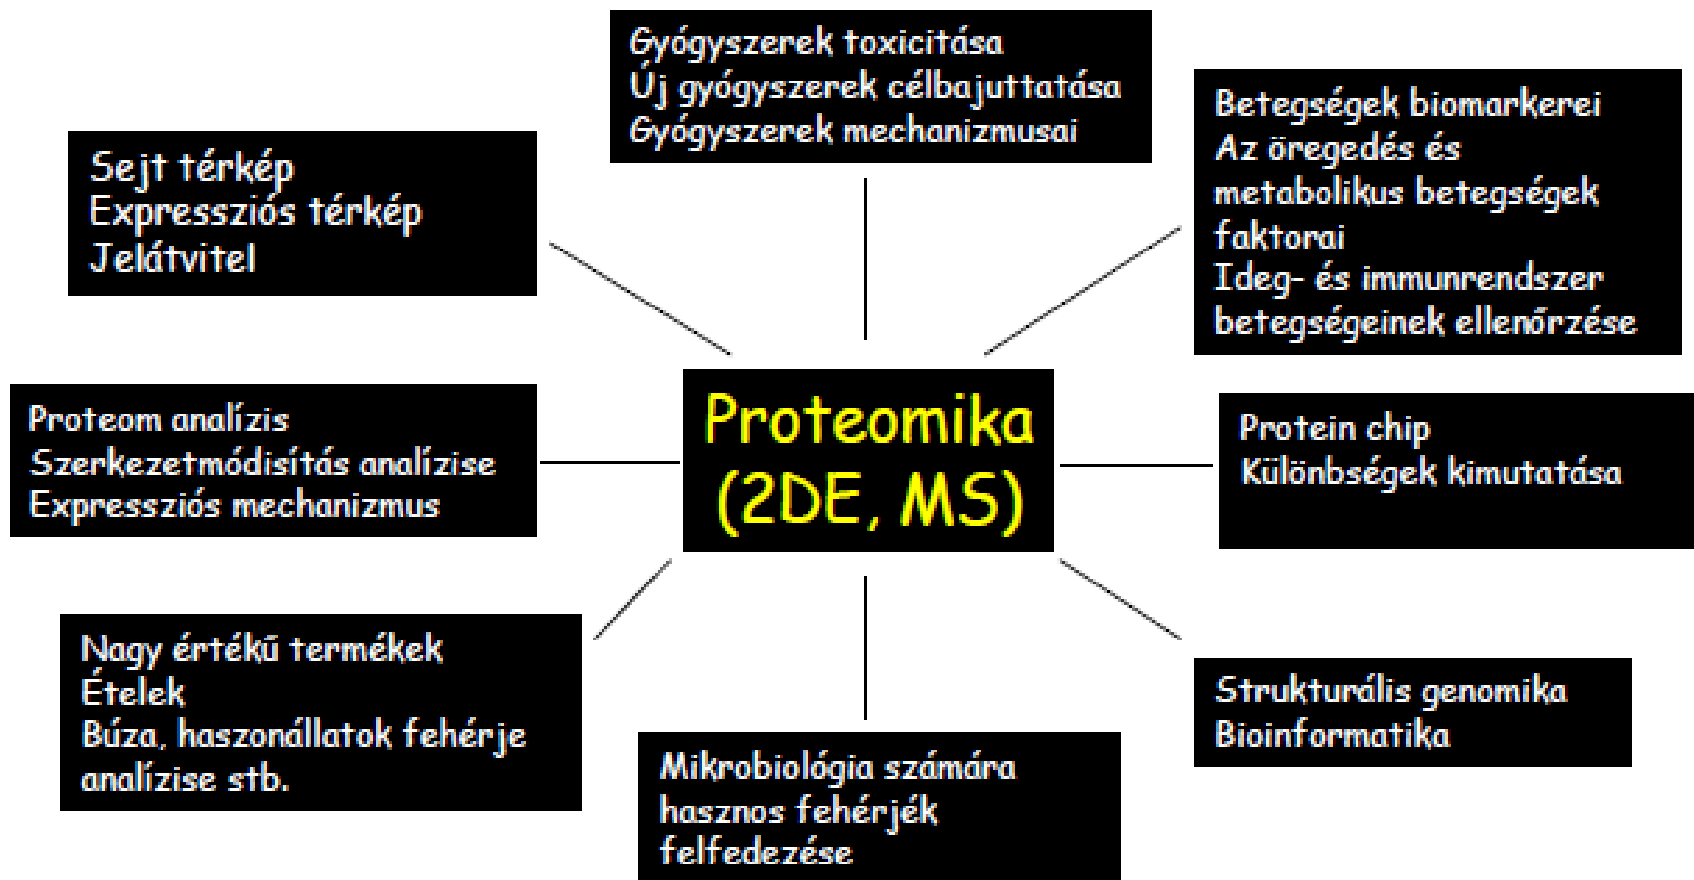 Gyógyszerek toxicitása
Új gyógyszerek célbajuttatása
Gyógyszerek mechanizmusai
Betegségek biomarkerei
Az öregedés és
metabolikus betegségek
faktorai
Ideg- és immunrendszer
betegségeinek ellenőrzése
Sejt térkép
Expressziós térkép
Jelátvitel
Proteomika
(2DE, MS)
Proteom analízis
Szerkezetmódisítás analízise
Expressziós mechanizmus
Protein chip
Különbségek kimutatása
Nagy értékű termékek
Ételek
Búza, haszonállatok fehérje
analízise stb.
Mikrobiológia számára
hasznos fehérjék
felfedezése
Strukturális genomika
Bioinformatika